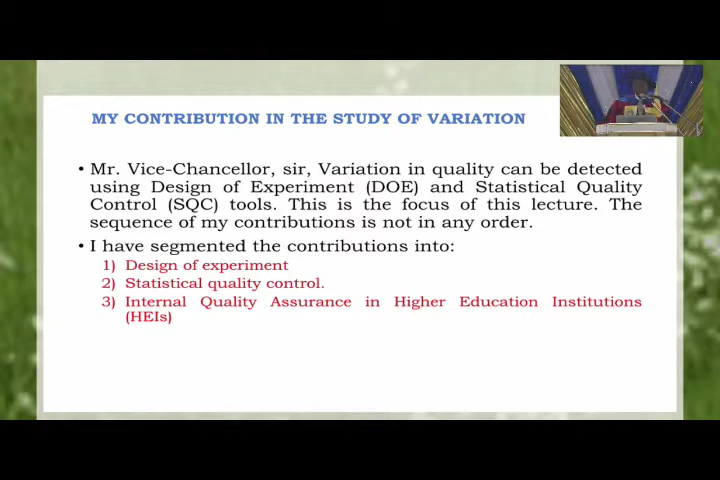 MY CONTRIBUTION IN THE STUDY OF VARIATION
• Mr. Vice-Chancellor, sir, Variation in quality can be detected
using Design of Experiment (DOE) and Statistical Quality
Control (SQC) tools. This is the focus of this lecture. The
sequence of my contributions is not in any order.
• I have segmented the contributions into:
1) Design of experiment
2) Statistical quality control.
3) Internal Quality Assurance in Higher Education Institutions
(HEIs)